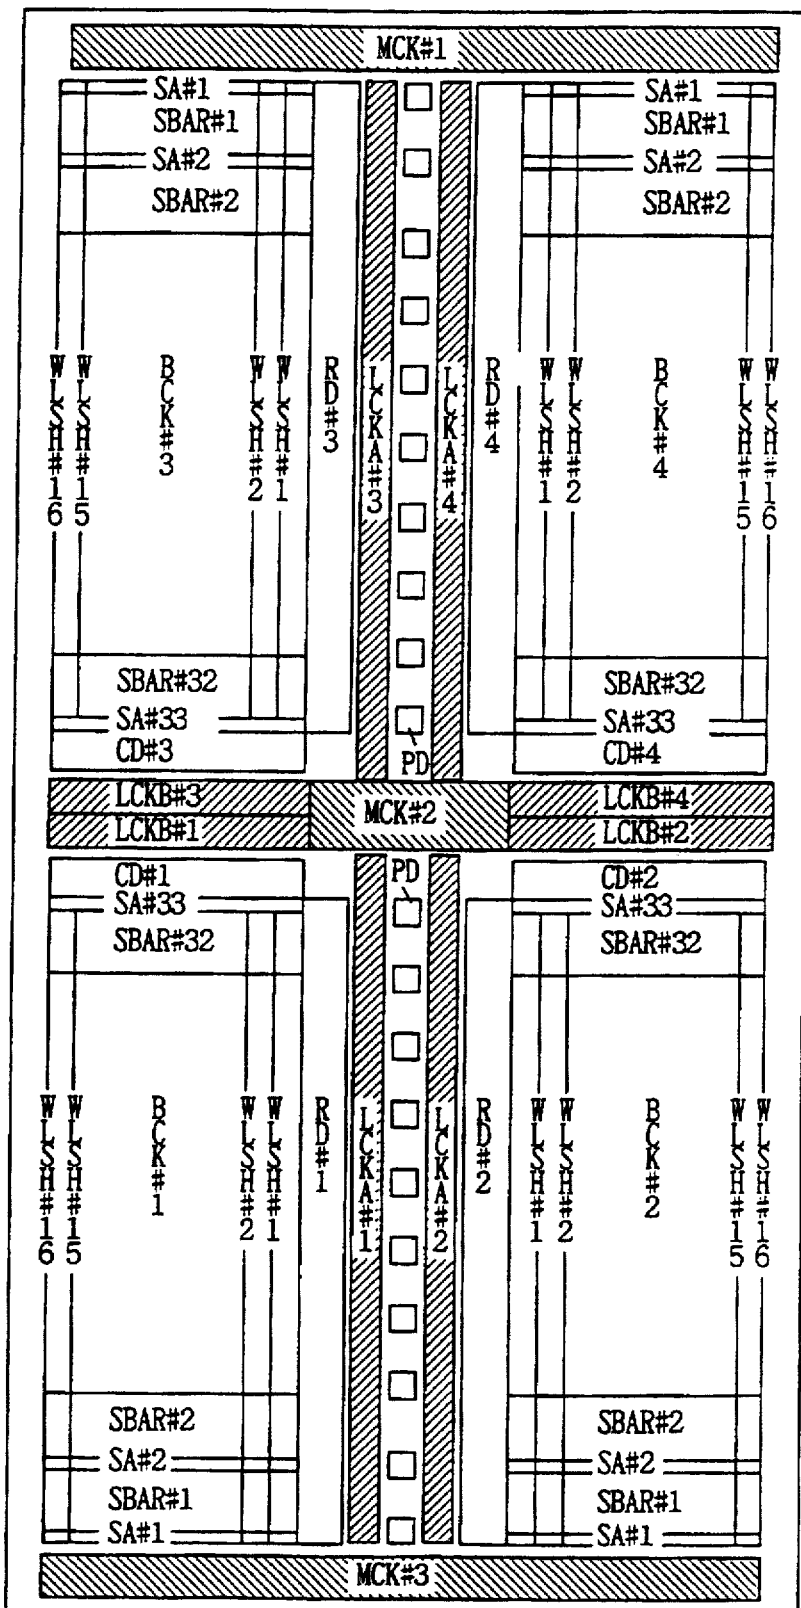 MCK#1
SA#1
SBAR#1
SA#2
SBAR#2
SA#1
SBAR#1
SA#2
SBAR#2
WLSH#16
WLSH#15
BCK#3
WLSH#2
WLSH#1
RD#3
LCKA#3
LCKA#4
RD#4
WLSH#1
WLSH#2
BCK#4
WLSH#15
WLSH#16
SBAR#32
SA#33
CD#3
PD
SBAR#32
SA#33
CD#4
LCKB#3
LCKB#1
MCK#2
LCKB#4
LCKB#2
CD#1
SA#33
SBAR#32
PD
CD#2
SA#33
SBAR#32
WLSH#16
WLSH#15
BCK#1
WLSH#2
WLSH#1
RD#1
LCKA#1
LCKA#2
RD#2
WLSH#1
WLSH#2
BCK#2
WLSH#15
WLSH#16
SBAR#2
SA#2
SBAR#1
SA#1
SBAR#2
SA#2
SBAR#1
SA#1
MCK#3